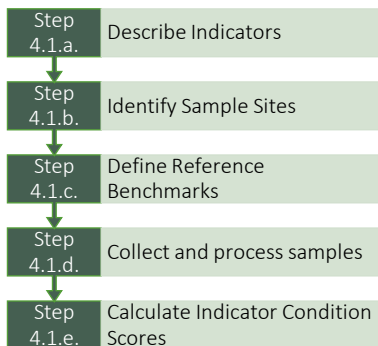 Step
4.1.a.
Describe Indicators
Step
4.1.b.
Identify Sample Sites
Step
4.1.c.
Define Reference
Benchmarks
Step
4.1.d.
Collect and process samples
Step
4.1.e.
Calculate Indicator Condition
Scores